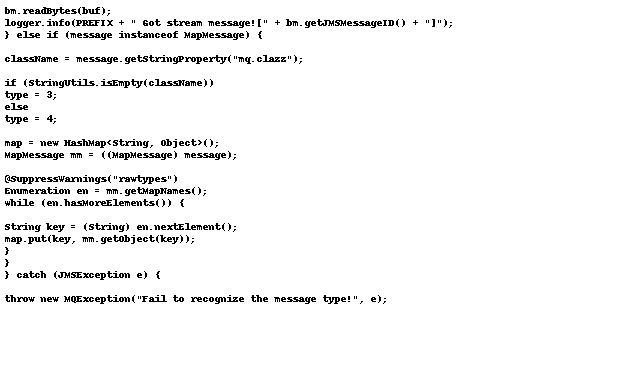 bm.readBytes(buf);
logger.info(PREFIX + " Got stream message![" + bm.getJMSMessageID() + "]");
} else if (message instanceof MapMessage) {
className = message.getStringProperty("mq.clazz");
if (StringUtils.isEmpty(className))
type = 3;
else
type = 4;
map = new HashMap<String, Object>();
MapMessage mm = ((MapMessage) message);
@SuppressWarnings("rawtypes")
Enumeration en = mm.getMapNames();
while (en.hasMoreElements()) {
String key = (String) en.nextElement();
map.put(key, mm.getObject(key));
}
}
} catch (JMSException e) {
throw new MQException("Fail to recognize the message type!", e);